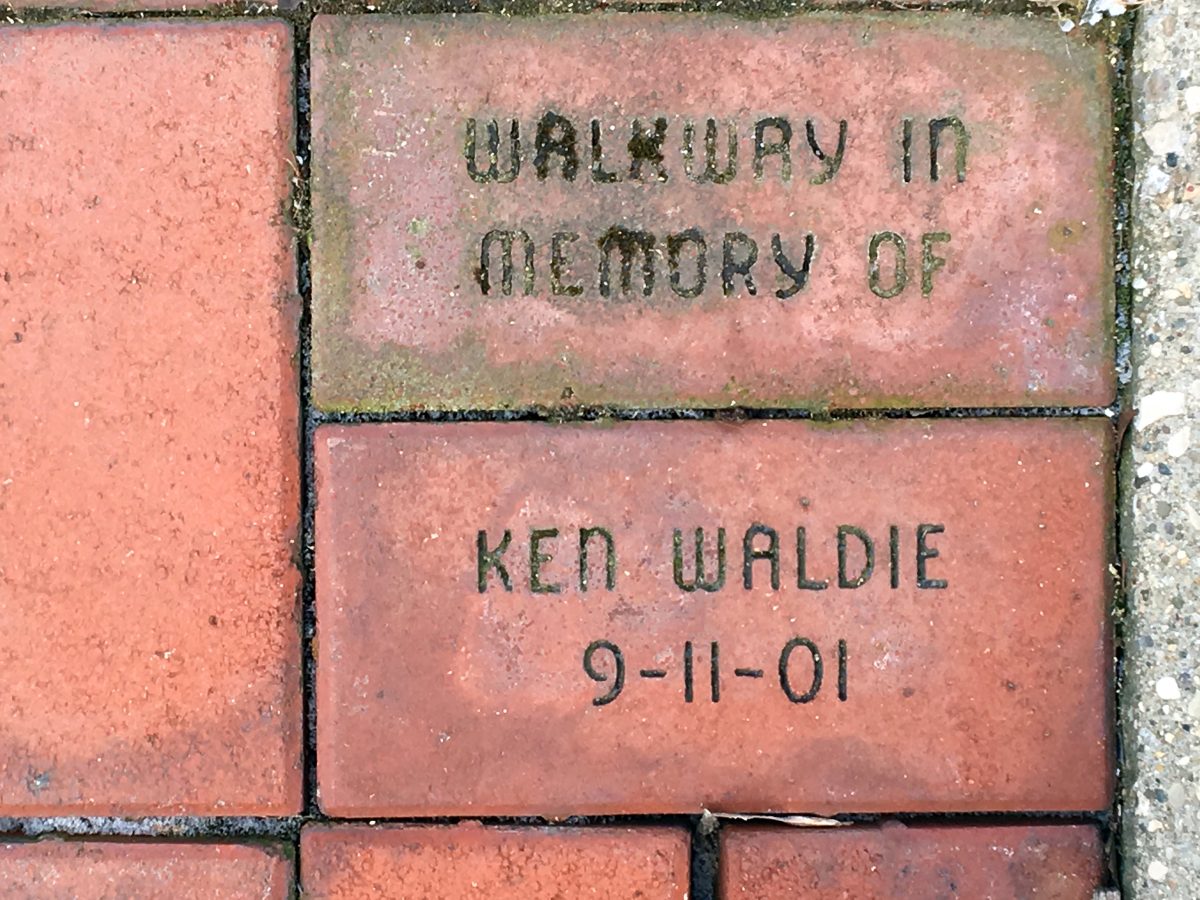 WALKWAY IN
MEMORY OF
KEN WALDIE
9-11-01